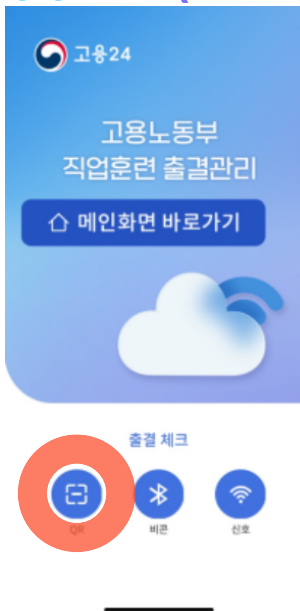 고용24
고용노동부
직업훈련 출결관리
메인화면 바로가기
출결 체크
QR
비콘
신호